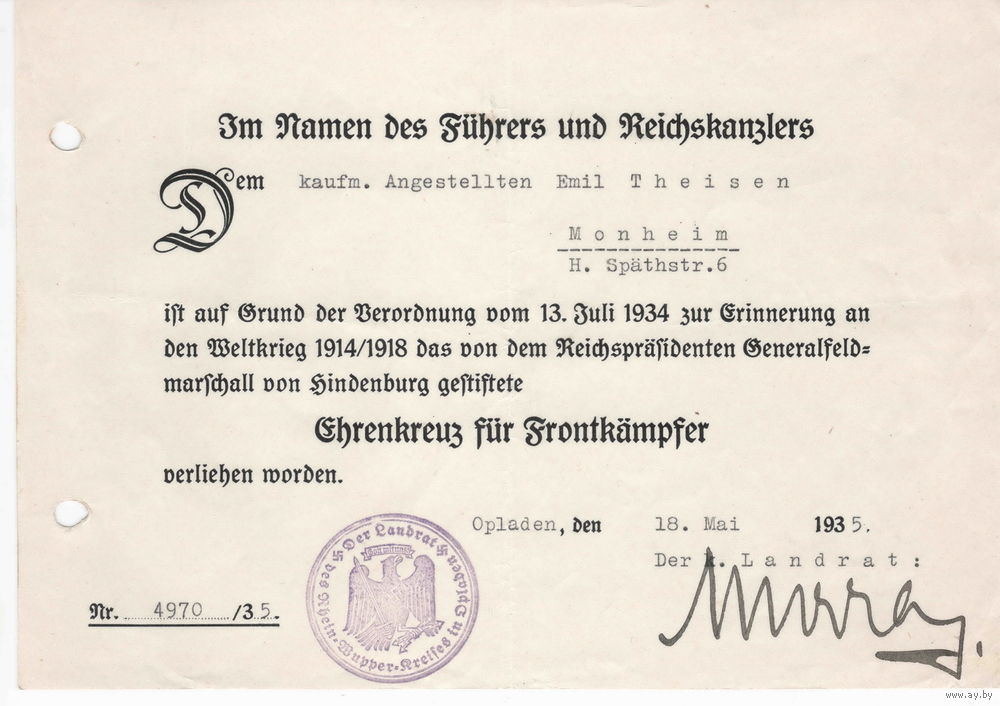 Im Namen des Führers und Reichskanzlers
Dem kaufm. Angestellten Emil Theisen
Monheim
H. Späthstr.6
ist auf Grund der Verordnung vom 13. Juli 1934 zur Erinnerung an
den Weltkrieg 1914/1918 das von dem Reichspräsidenten Generalfeld=
marschall von Hindenburg gestiftete
Ehrenkreuz für Frontkämpfer
verliehen worden.
Opladen, den 18. Mai 1935.
Der k. Landrat:
Nr. 4970 /35.
Der Landrat
des Rhein-Wupper-Kreises in Opladen
www.ay.by